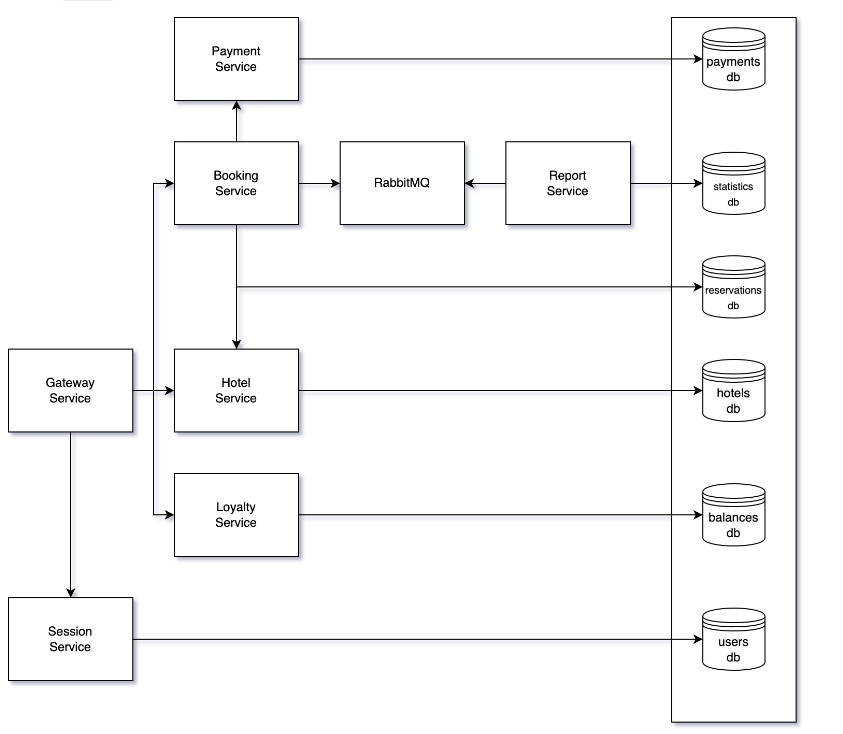 Payment
Service
payments
db
Booking
Service
RabbitMQ
Report
Service
statistics
db
reservations
db
Gateway
Service
Hotel
Service
hotels
db
Loyalty
Service
balances
db
Session
Service
users
db